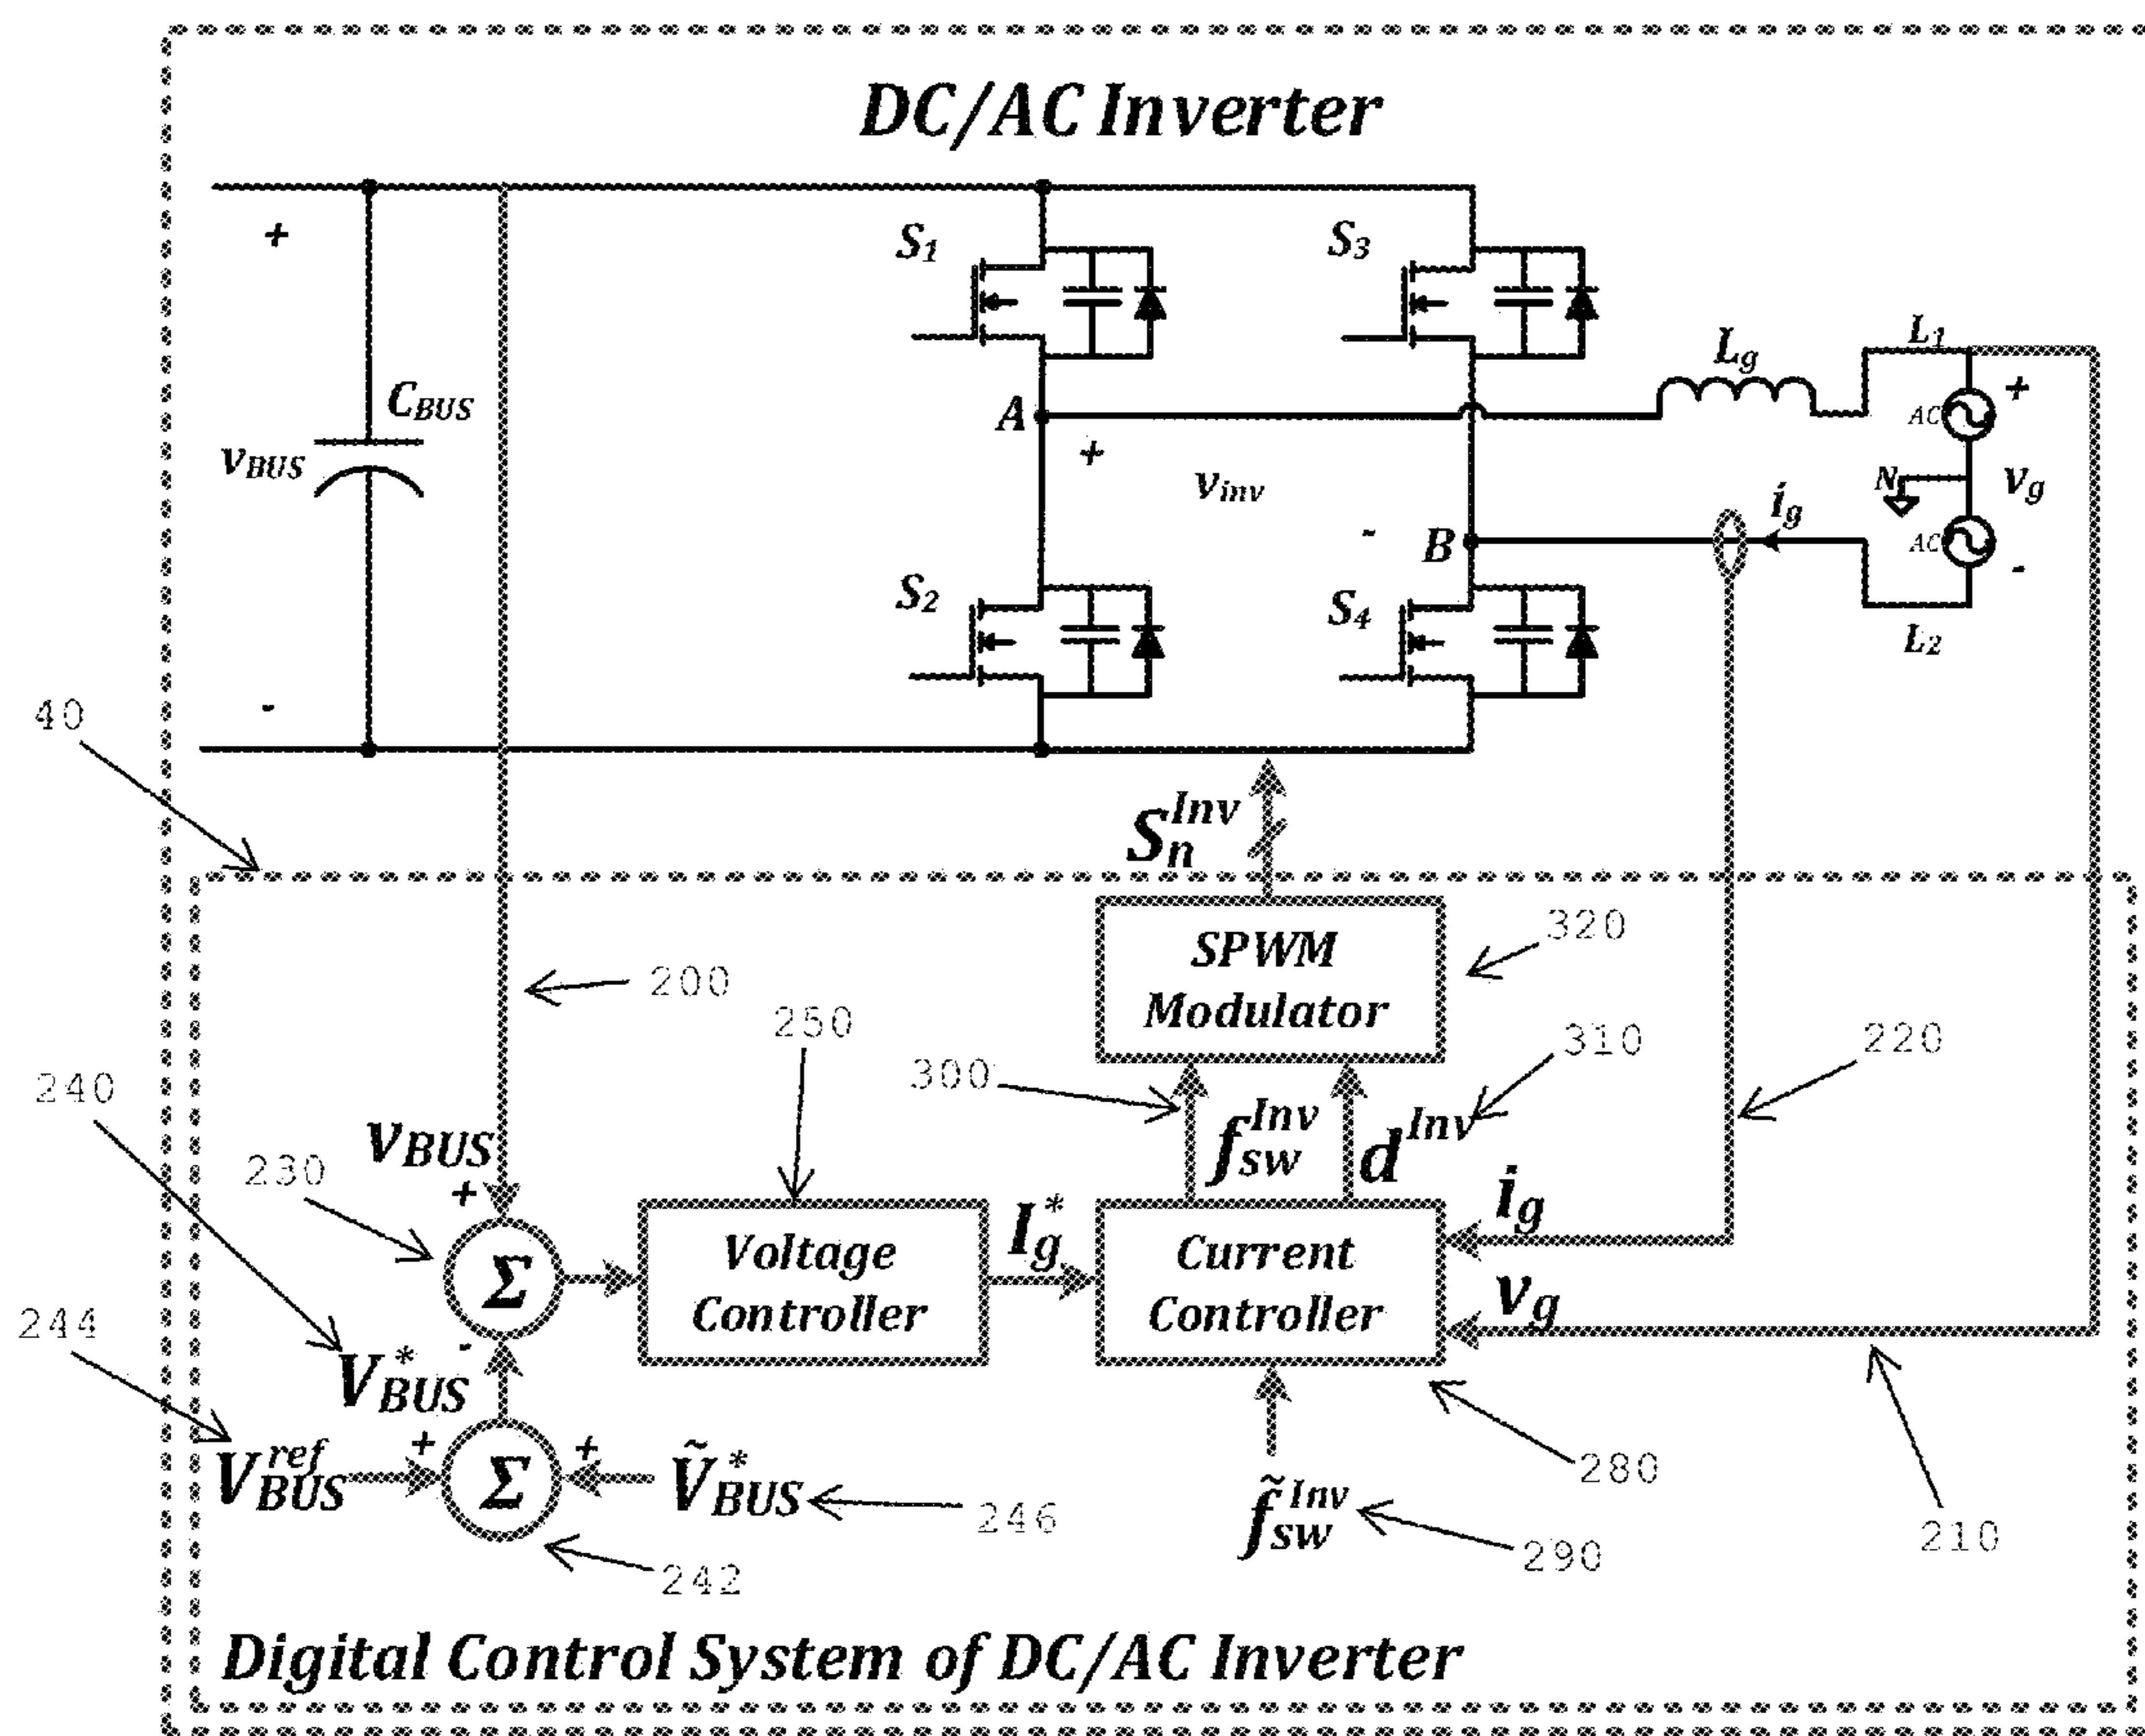 DC/AC Inverter
+
S1
S3
CBUS
vBUS
-
A
+
vinv
-
B
S2
S4
Lg
L1
+
AC
N
vg
ig
AC
-
L2
40
SnInv
SPWM
Modulator
320
200
250
300
310
220
240
fswInv
dInv
vBUS
+
230
ig
Voltage
Controller
Ig*
Current
Controller
vg
Σ
244
-
V*BUS
VrefBUS
+
Σ
+
Ṽ*BUS
246
242
f̃swInv
290
280
210
Digital Control System of DC/AC Inverter